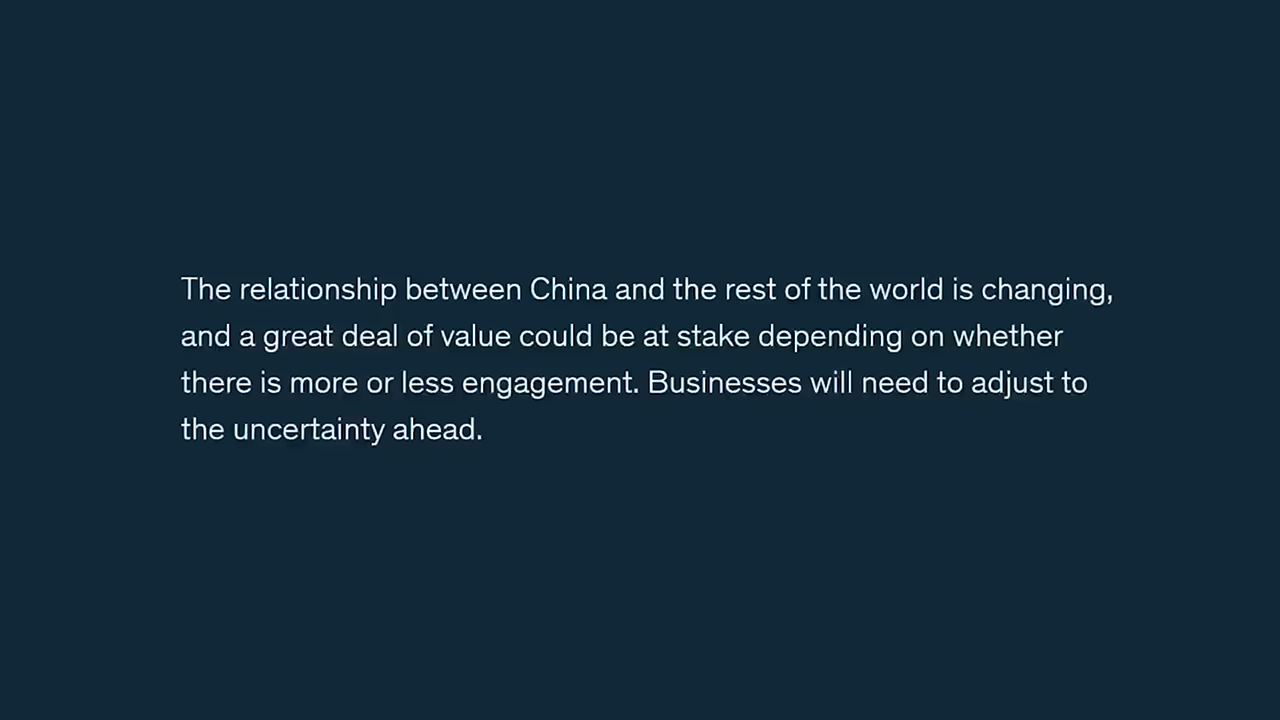 The relationship between China and the rest of the world is changing,
and a great deal of value could be at stake depending on whether
there is more or less engagement. Businesses will need to adjust to
the uncertainty ahead.